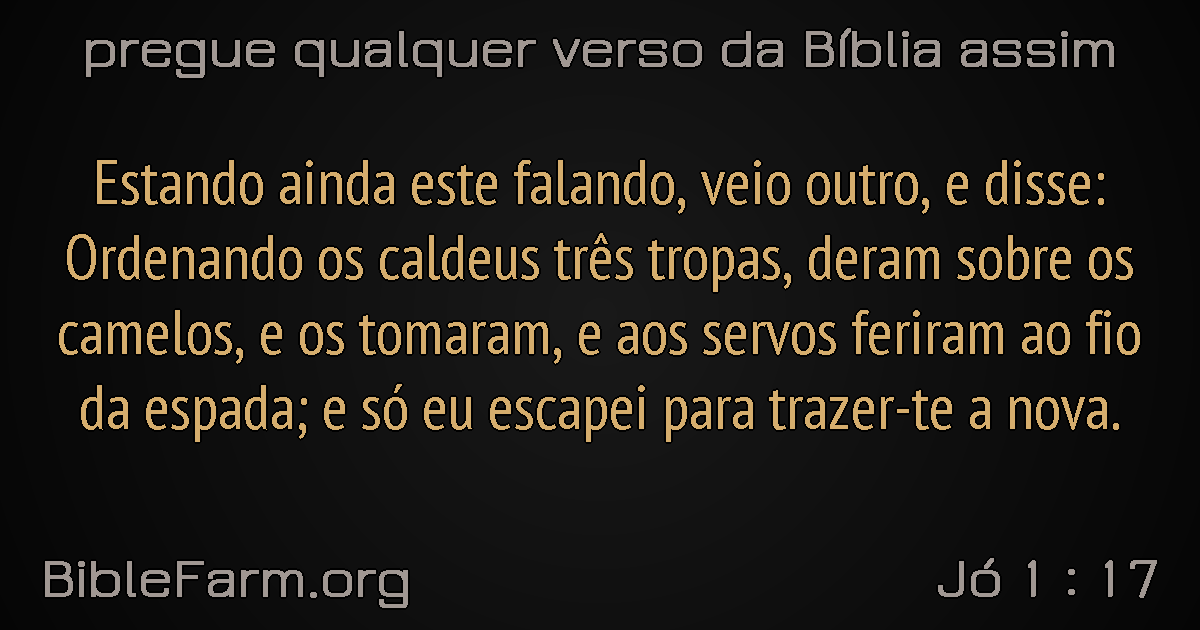 pregue qualquer verso da Bíblia assim
Estando ainda este falando, veio outro, e disse:
Ordenando os caldeus três tropas, deram sobre os
camelos, e os tomaram, e aos servos feriram ao fio
da espada; e só eu escapei para trazer-te a nova.
BibleFarm.org
Jó 1 : 17